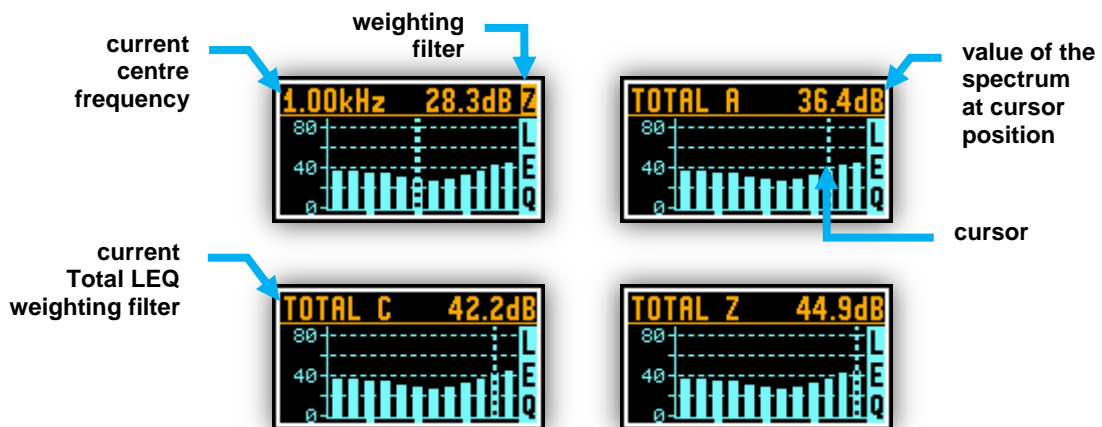 weighting
filter
current
centre
frequency
value of the
spectrum
at cursor
position
1.00kHz 28.3dB Z
80
40
0
L
E
Q
TOTAL A 36.4dB
80
40
0
cursor
current
Total LEQ
weighting filter
TOTAL C 42.2dB
80
40
0
L
E
Q
TOTAL Z 44.9dB
80
40
0
L
E
Q